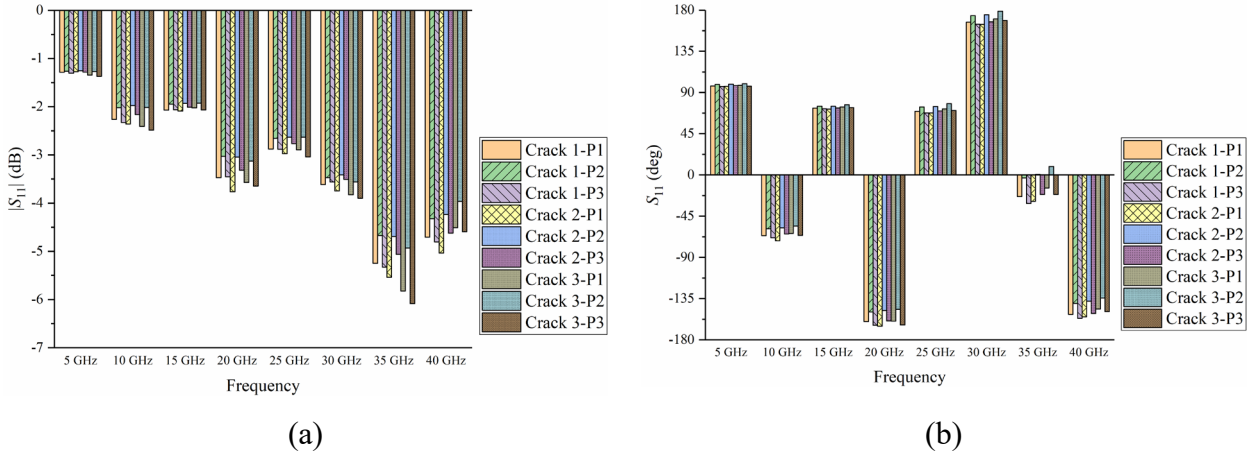 0
-1
-2
-3
-4
-5
-6
-7
|S11| (dB)
5 GHz 10 GHz 15 GHz 20 GHz 25 GHz 30 GHz 35 GHz 40 GHz
Frequency
Crack 1-P1
Crack 1-P2
Crack 1-P3
Crack 2-P1
Crack 2-P2
Crack 2-P3
Crack 3-P1
Crack 3-P2
Crack 3-P3
(a)
180
135
90
45
0
-45
-90
-135
-180
S11 (deg)
5 GHz 10 GHz 15 GHz 20 GHz 25 GHz 30 GHz 35 GHz 40 GHz
Frequency
Crack 1-P1
Crack 1-P2
Crack 1-P3
Crack 2-P1
Crack 2-P2
Crack 2-P3
Crack 3-P1
Crack 3-P2
Crack 3-P3
(b)